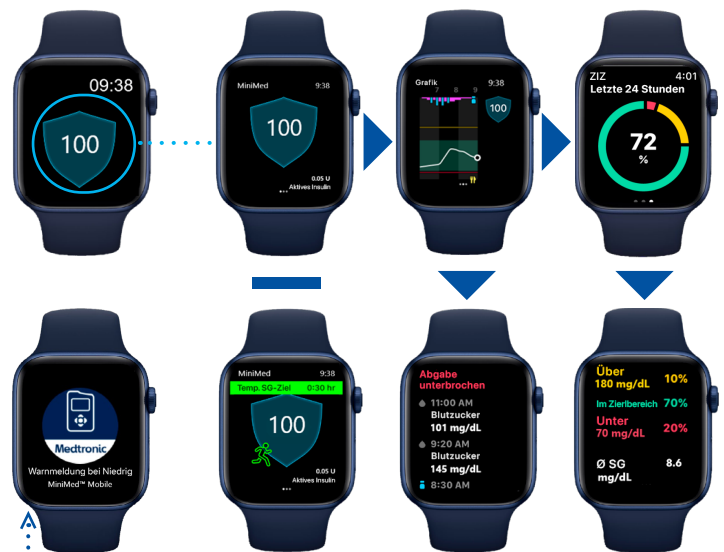 09:38
100
MiniMed 9:38
100
0.05 U
Aktives Insulin
Grafik 9:38
7 8 9
100
ZIZ 4:01
Letzte 24 Stunden
72
%
Medtronic
Warnmeldung bei Niedrig
MiniMed™ Mobile
MiniMed 9:38
Temp. SG-Ziel 0:30 hr
100
0.05 U
Aktives Insulin
Abgabe
unterbrochen
11:00 AM
Blutzucker
101 mg/dL
9:20 AM
Blutzucker
145 mg/dL
8:30 AM
Über
180 mg/dL 10%
Im Zierlbereich 70%
Unter
70 mg/dL 20%
Ø SG 8.6
mg/dL